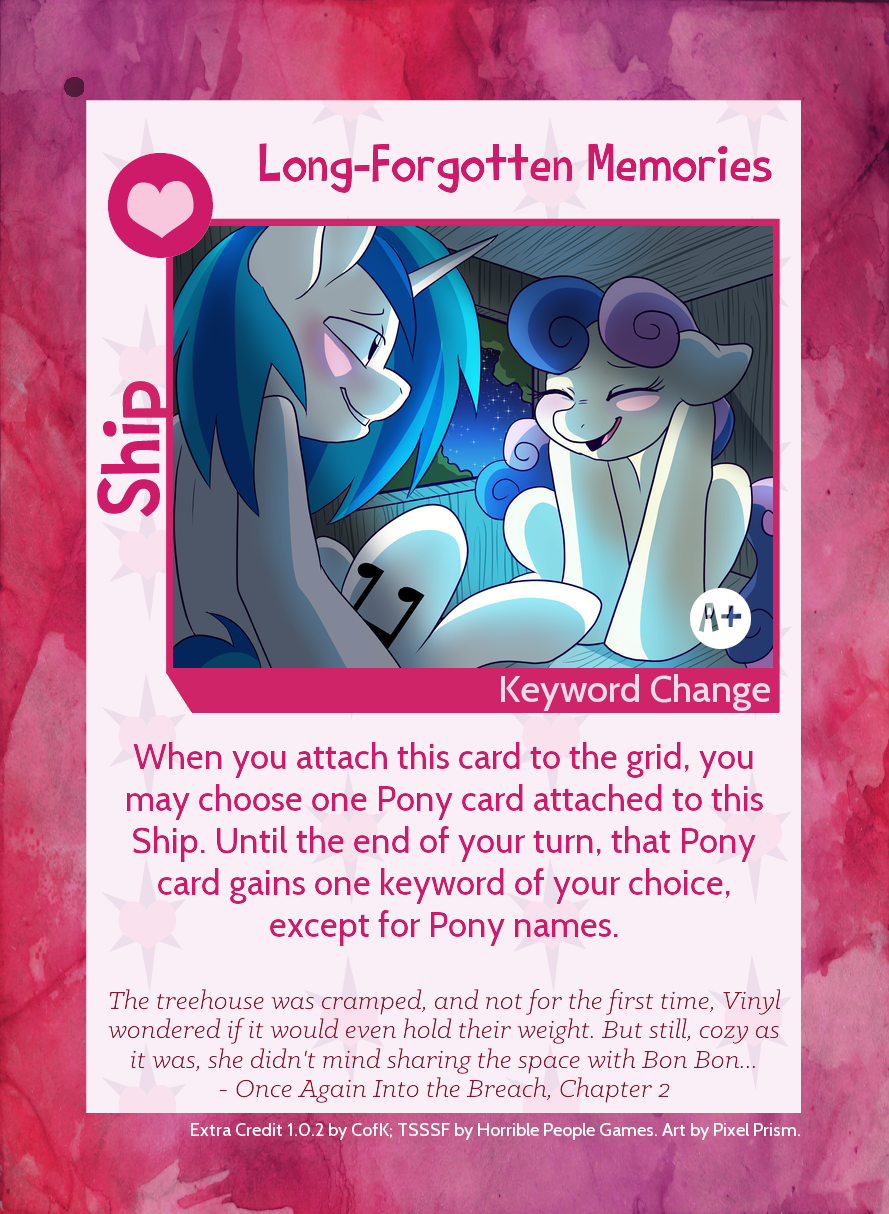 Long-Forgotten Memories
Ship
A+
Keyword Change
When you attach this card to the grid, you
may choose one Pony card attached to this
Ship. Until the end of your turn, that Pony
card gains one keyword of your choice,
except for Pony names.
The treehouse was cramped, and not for the first time, Vinyl
wondered if it would even hold their weight. But still, cozy as
it was, she didn't mind sharing the space with Bon Bon...
- Once Again Into the Breach, Chapter 2
Extra Credit 1.0.2 by CofK; TSSSF by Horrible People Games. Art by Pixel Prism.